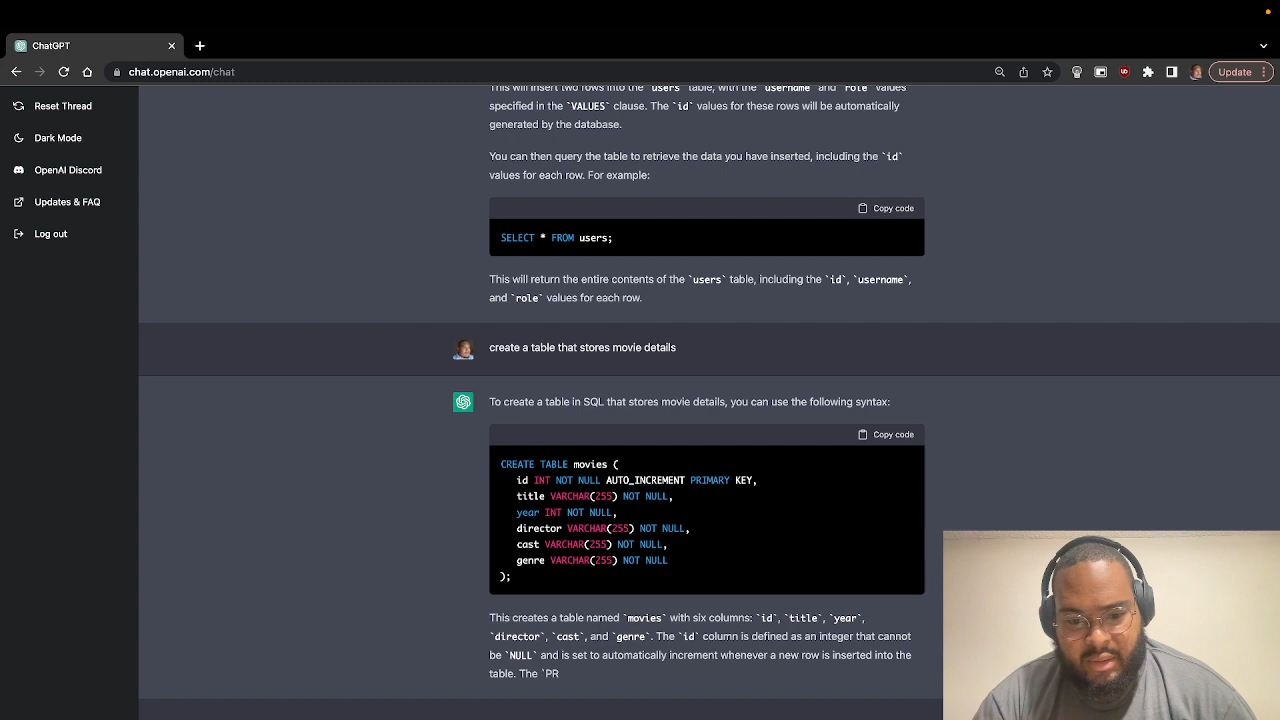 ChatGPT
chat.openai.com/chat
Update
Reset Thread
Dark Mode
OpenAI Discord
Updates & FAQ
Log out
This will insert two rows into the `users` table, with the `username` and `role` values
specified in the `VALUES` clause. The `id` values for these rows will be automatically
generated by the database.
You can then query the table to retrieve the data you have inserted, including the `id`
values for each row. For example:
Copy code
SELECT * FROM users;
This will return the entire contents of the `users` table, including the `id`, `username`,
and `role` values for each row.
create a table that stores movie details
To create a table in SQL that stores movie details, you can use the following syntax:
Copy code
CREATE TABLE movies (
id INT NOT NULL AUTO_INCREMENT PRIMARY KEY,
title VARCHAR(255) NOT NULL,
year INT NOT NULL,
director VARCHAR(255) NOT NULL,
cast VARCHAR(255) NOT NULL,
genre VARCHAR(255) NOT NULL
);
This creates a table named `movies` with six columns: `id`, `title`, `year`,
`director`, `cast`, and `genre`. The `id` column is defined as an integer that cannot
be `NULL` and is set to automatically increment whenever a new row is inserted into the
table. The `PR